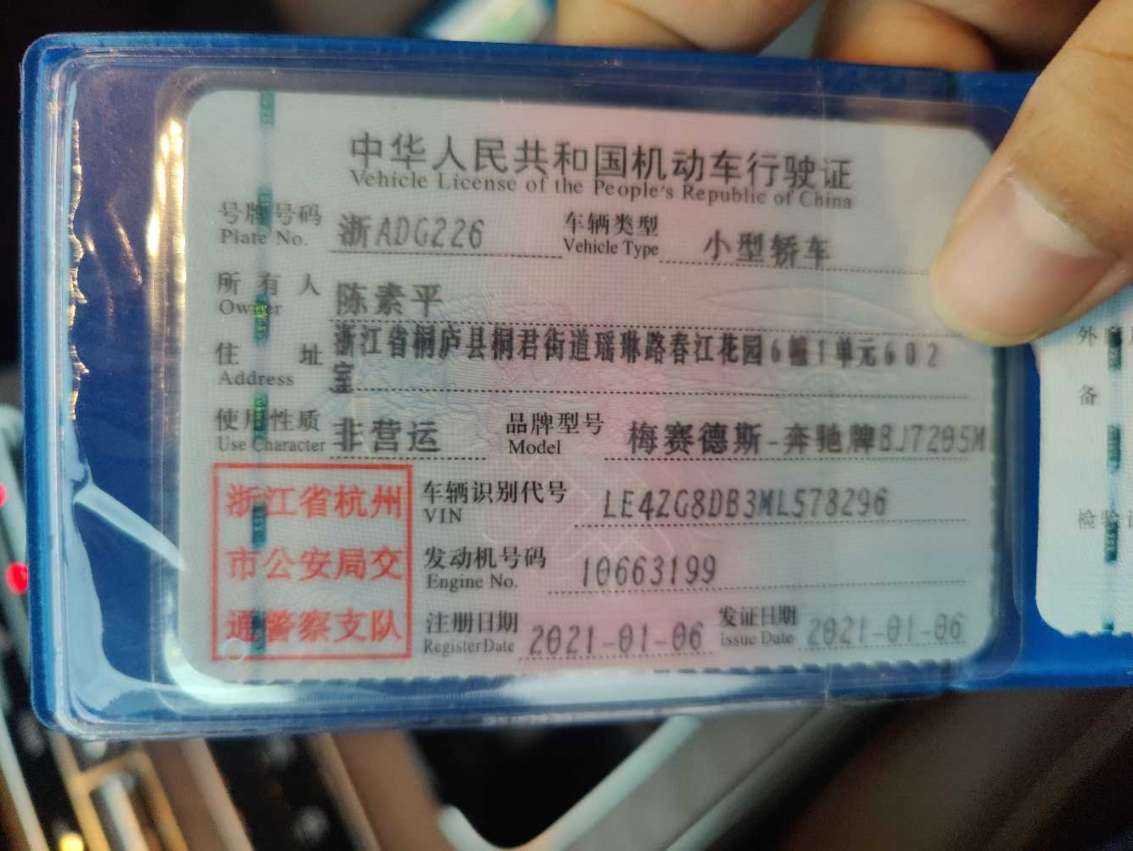 中华人民共和国机动车行驶证
Vehicle License of the People's Republic of China
号牌号码 浙ADG226 车辆类型 小型轿车
Plate No. Vehicle Type
所有人 陈素平
Owner
住址 浙江省桐庐县桐君街道瑶琳路春江花园6幢1单元602
Address 室
使用性质 非营运 品牌型号 梅赛德斯-奔驰牌BJ7205M
Use Character Model
浙江省杭州 车辆识别代号 LE4ZG8DB3ML578296
VIN
市公安局交 发动机号码 10663199
Engine No.
通警察支队 注册日期 2021-01-06 发证日期 2021-01-06
Register Date issue Date
外
备
检验